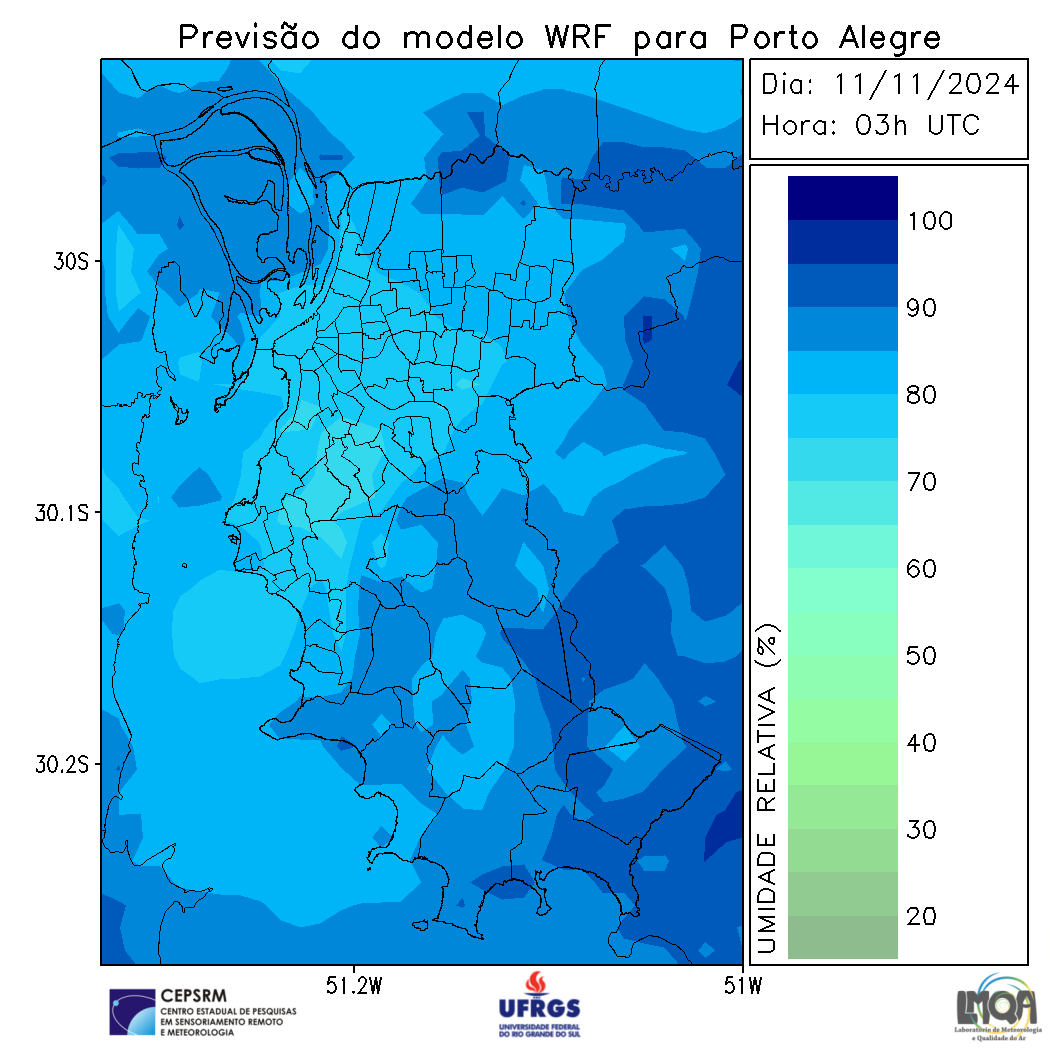 Previsão do modelo WRF para Porto Alegre
Dia: 11/11/2024
Hora: 03h UTC
100
90
80
70
60
50
40
30
20
UMIDADE RELATIVA (%)
30S
30.1S
30.2S
51.2W
51W
CEPSRM
CENTRO ESTADUAL DE PESQUISAS
EM SENSORIAMENTO REMOTO
E METEOROLOGIA
UFRGS
UNIVERSIDADE FEDERAL
DO RIO GRANDE DO SUL
LMQA
Laboratório de Meteorologia
e Qualidade do Ar